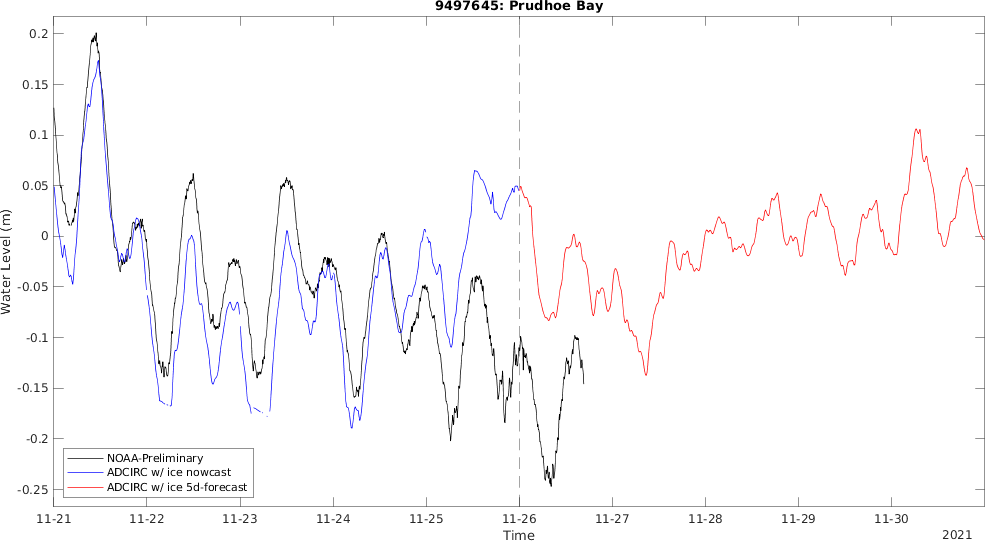 9497645: Prudhoe Bay
0.2
0.15
0.1
0.05
0
-0.05
-0.1
-0.15
-0.2
-0.25
Water Level (m)
NOAA-Preliminary
ADCIRC w/ ice nowcast
ADCIRC w/ ice 5d-forecast
11-21 11-22 11-23 11-24 11-25 11-26 11-27 11-28 11-29 11-30
Time
2021